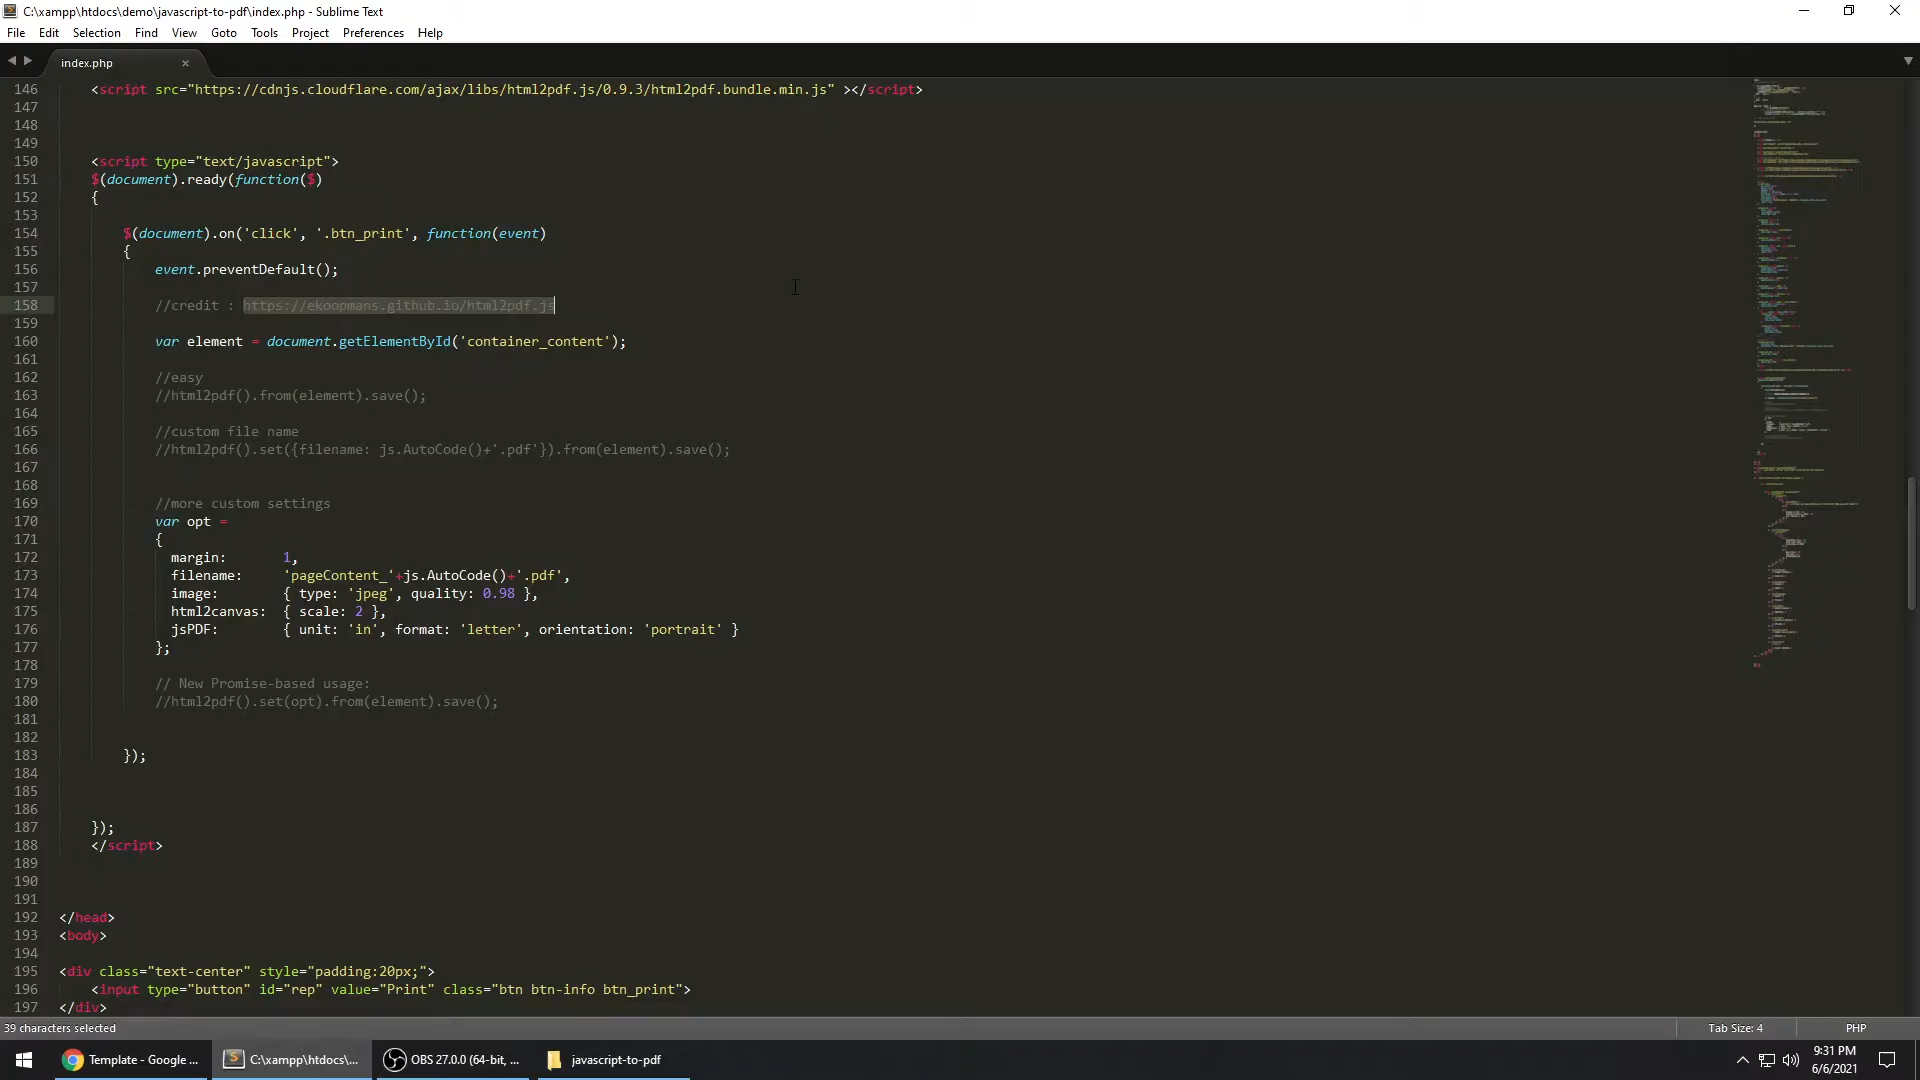 C:\xampp\htdocs\demo\javascript-to-pdf\index.php - Sublime Text
File Edit Selection Find View Goto Tools Project Preferences Help
index.php ×
146 <script src="https://cdnjs.cloudflare.com/ajax/libs/html2pdf.js/0.9.3/html2pdf.bundle.min.js" ></script>
147
148
149
150 <script type="text/javascript">
151 $(document).ready(function($)
152 {
153
154 $(document).on('click', '.btn_print', function(event)
155 {
156 event.preventDefault();
157
158 //credit : https://ekoopmans.github.io/html2pdf.js
159
160 var element = document.getElementById('container_content');
161
162 //easy
163 //html2pdf().from(element).save();
164
165 //custom file name
166 //html2pdf().set({filename: js.AutoCode()+'.pdf'}).from(element).save();
167
168
169 //more custom settings
170 var opt =
171 {
172 margin: 1,
173 filename: 'pageContent_'+js.AutoCode()+'.pdf',
174 image: { type: 'jpeg', quality: 0.98 },
175 html2canvas: { scale: 2 },
176 jsPDF: { unit: 'in', format: 'letter', orientation: 'portrait' }
177 };
178
179 // New Promise-based usage:
180 //html2pdf().set(opt).from(element).save();
181
182
183 });
184
185
186
187 });
188 </script>
189
190
191
192 </head>
193 <body>
194
195 <div class="text-center" style="padding:20px;">
196 <input type="button" id="rep" value="Print" class="btn btn-info btn_print">
197 </div>
39 characters selected Tab Size: 4 PHP
Template - Google ... C:\xampp\htdocs\... OBS 27.0.0 (64-bit, ... javascript-to-pdf 9:31 PM
6/6/2021